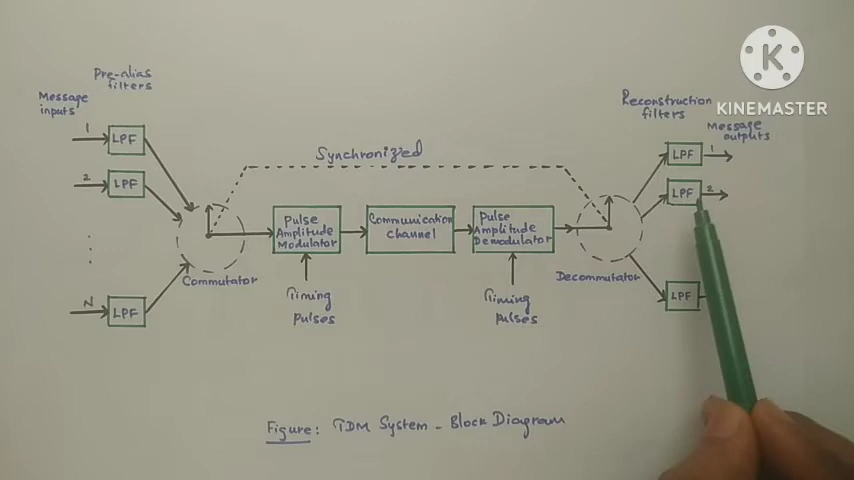 K
KINEMASTER
Pre-alias
filters
Message
inputs
1
LPF
2
LPF
N
LPF
Commutator
Synchronized
Pulse
Amplitude
Modulator
Timing
pulses
Communication
channel
Pulse
Amplitude
Demodulator
Timing
pulses
Decommutator
Reconstruction
filters
Message
outputs
LPF
1
LPF
2
LPF
Figure: TDM System - Block Diagram